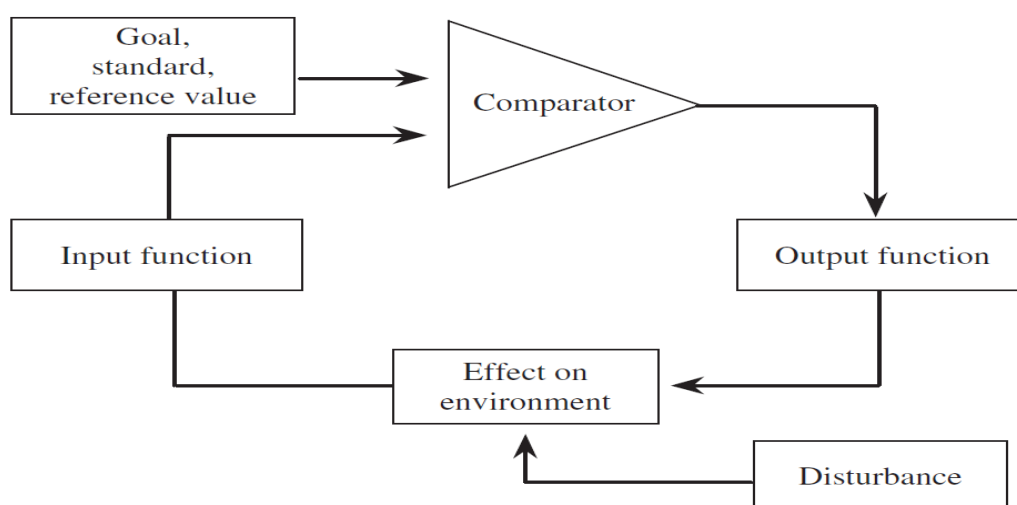 Goal,
standard,
reference value
Comparator
Input function
Output function
Effect on
environment
Disturbance